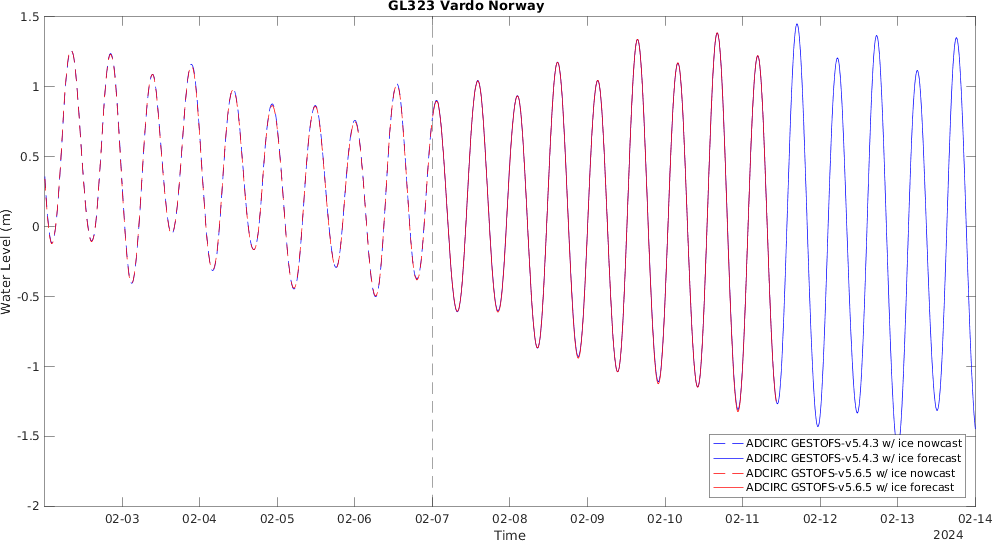 GL323 Vardo Norway
1.5
1
0.5
0
-0.5
-1
-1.5
-2
Water Level (m)
02-03 02-04 02-05 02-06 02-07 02-08 02-09 02-10 02-11 02-12 02-13 02-14
Time
2024
ADCIRC GESTOFS-v5.4.3 w/ ice nowcast
ADCIRC GESTOFS-v5.4.3 w/ ice forecast
ADCIRC GSTOFS-v5.6.5 w/ ice nowcast
ADCIRC GSTOFS-v5.6.5 w/ ice forecast